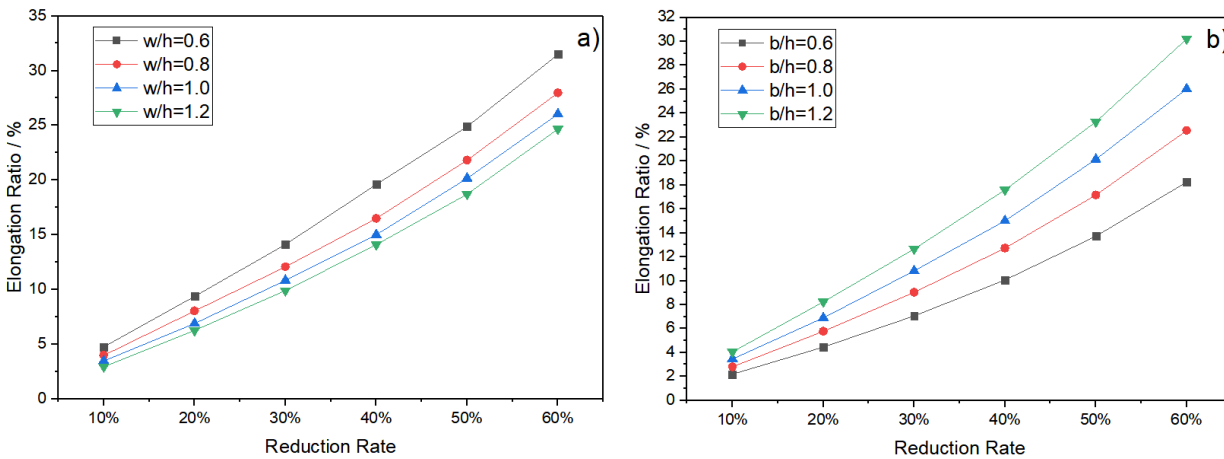 a)
w/h=0.6
w/h=0.8
w/h=1.0
w/h=1.2
Elongation Ratio / %
35
30
25
20
15
10
5
0
10% 20% 30% 40% 50% 60%
Reduction Rate
b)
b/h=0.6
b/h=0.8
b/h=1.0
b/h=1.2
Elongation Ratio / %
32
30
28
26
24
22
20
18
16
14
12
10
8
6
4
2
0
10% 20% 30% 40% 50% 60%
Reduction Rate